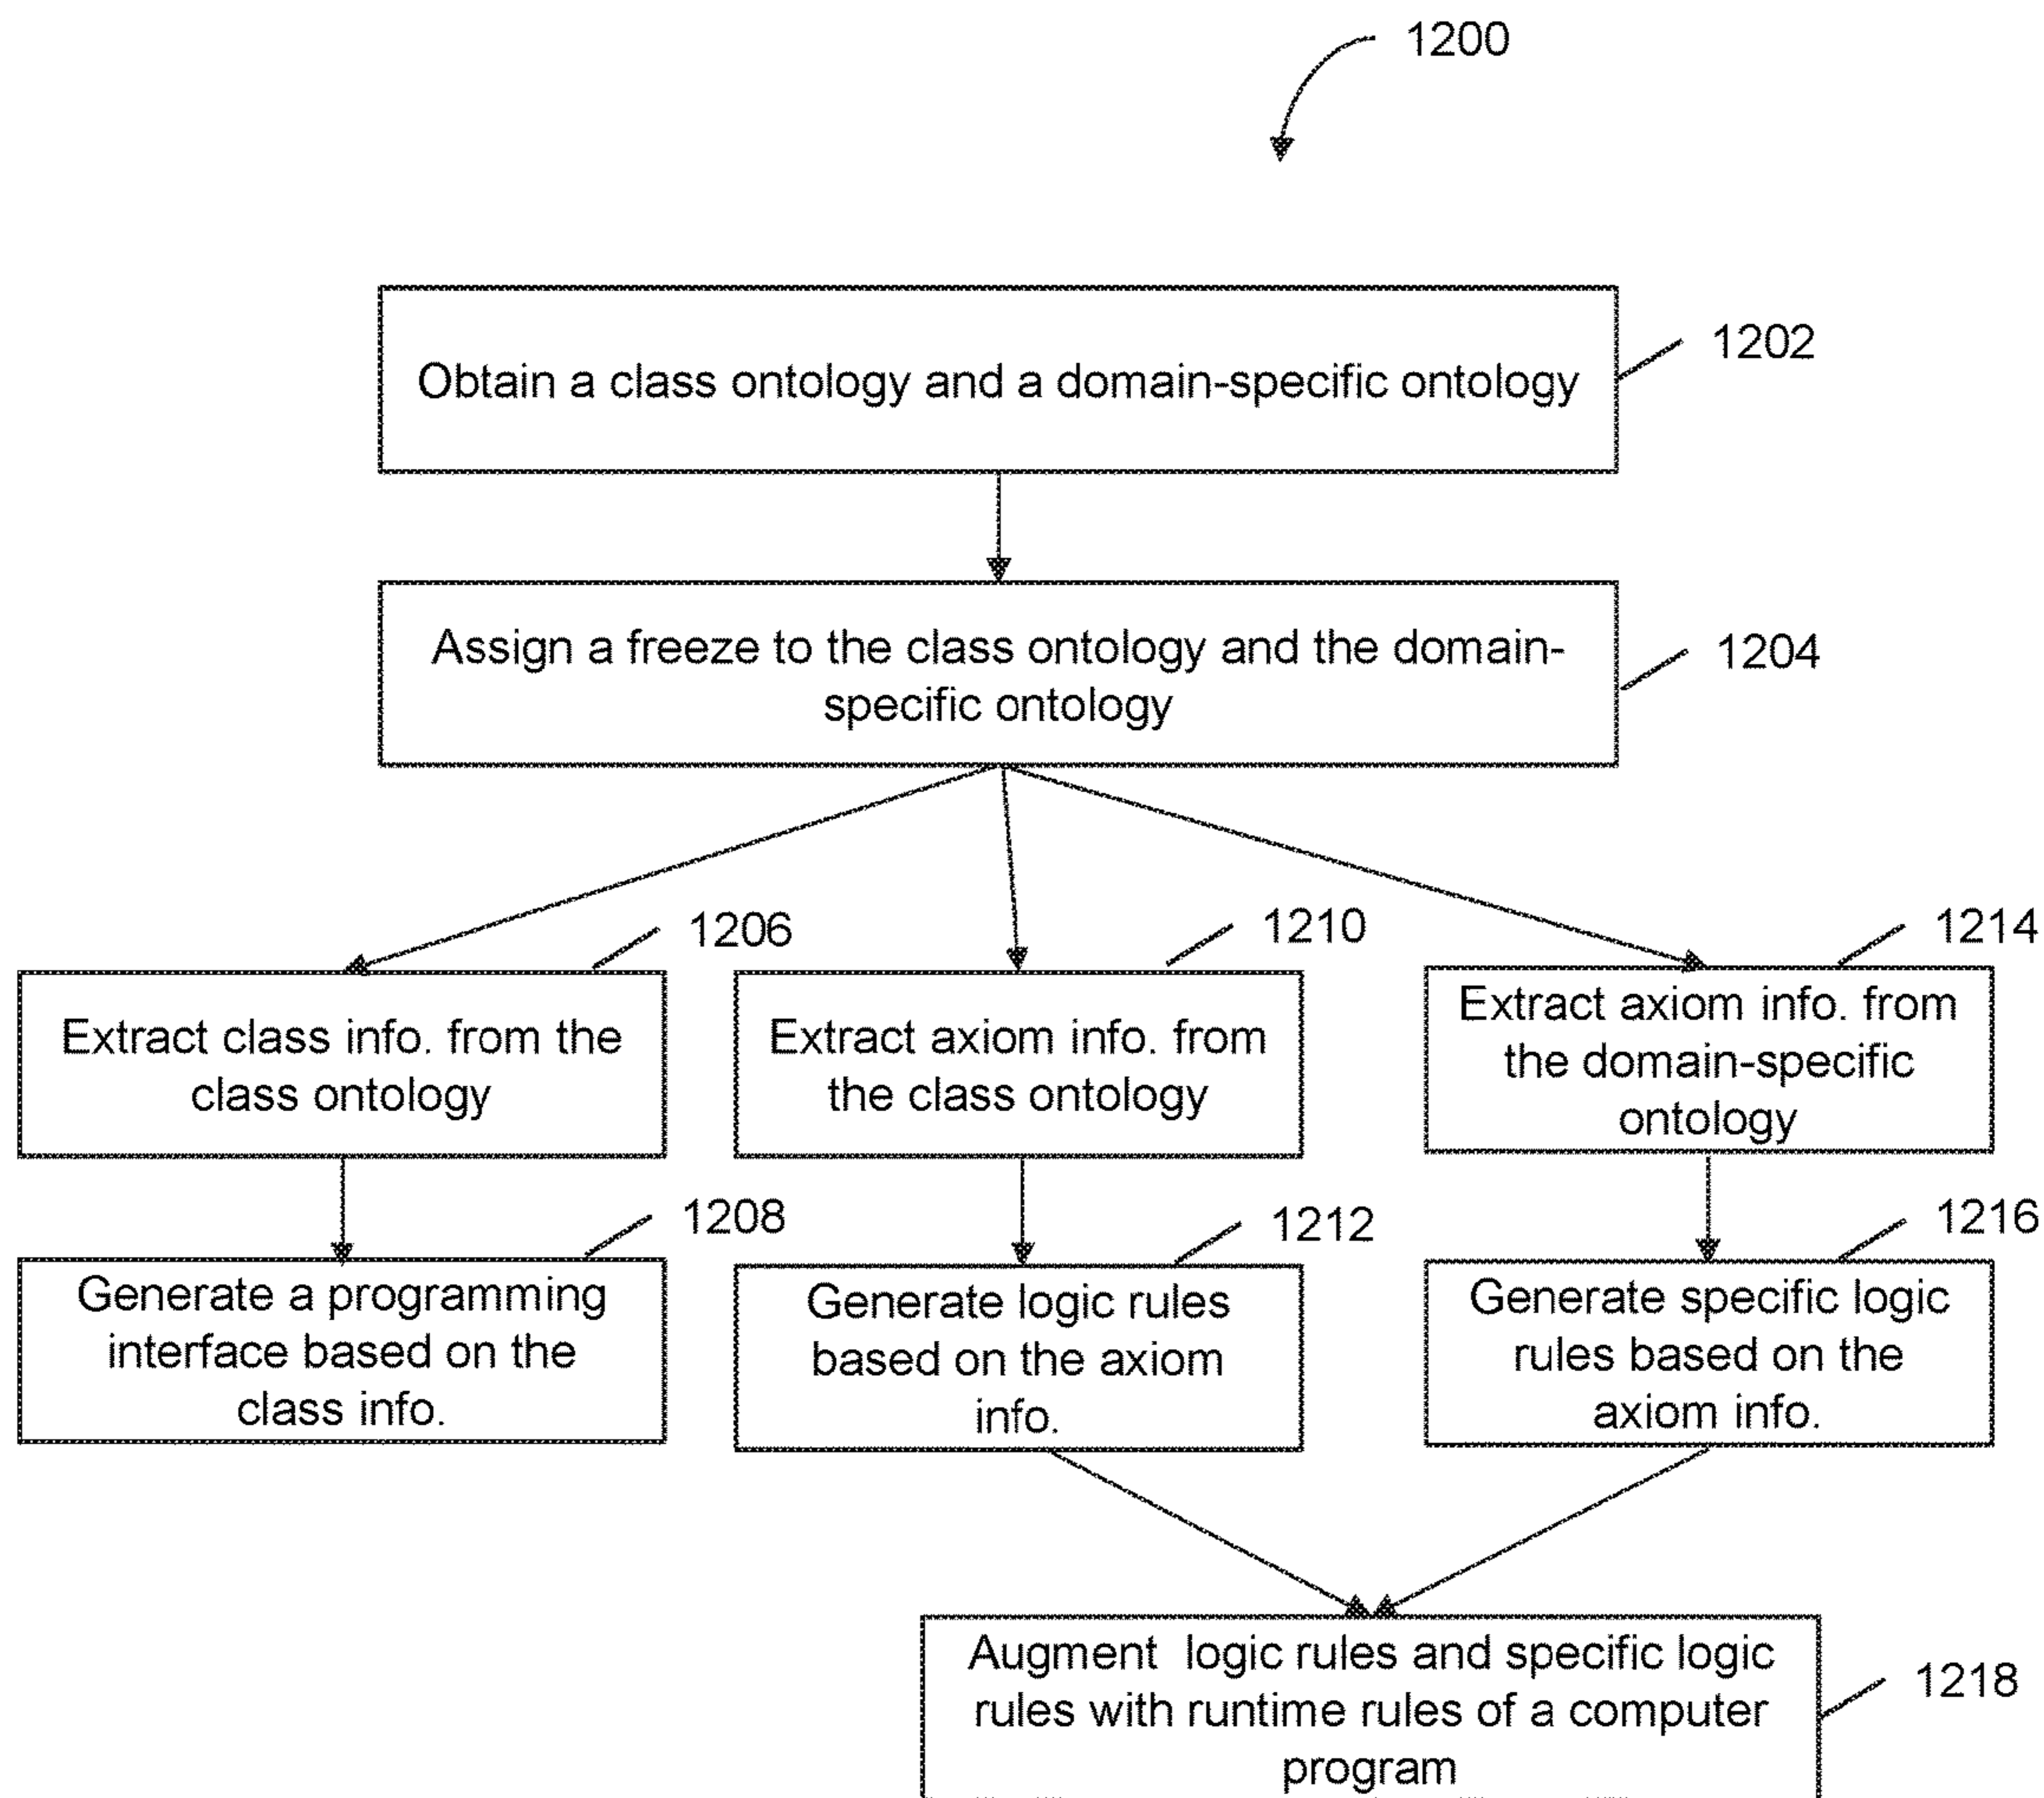 1200
Obtain a class ontology and a domain-specific ontology
1202
Assign a freeze to the class ontology and the domain-
specific ontology
1204
1206
Extract class info. from the
class ontology
1210
Extract axiom info. from
the class ontology
1214
Extract axiom info. from
the domain-specific
ontology
1208
Generate a programming
interface based on the
class info.
1212
Generate logic rules
based on the axiom
info.
1216
Generate specific logic
rules based on the
axiom info.
Augment logic rules and specific logic
rules with runtime rules of a computer
program
1218